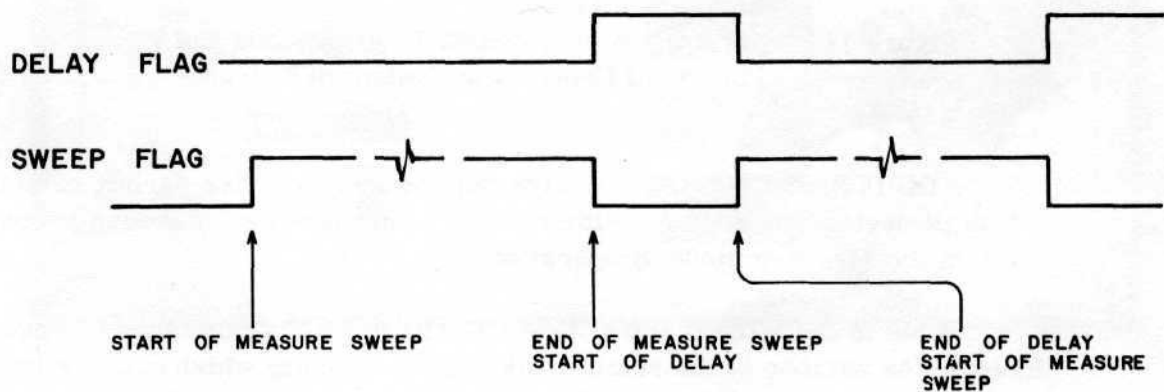 DELAY FLAG
SWEEP FLAG
START OF MEASURE SWEEP
END OF MEASURE SWEEP
START OF DELAY
END OF DELAY
START OF MEASURE
SWEEP